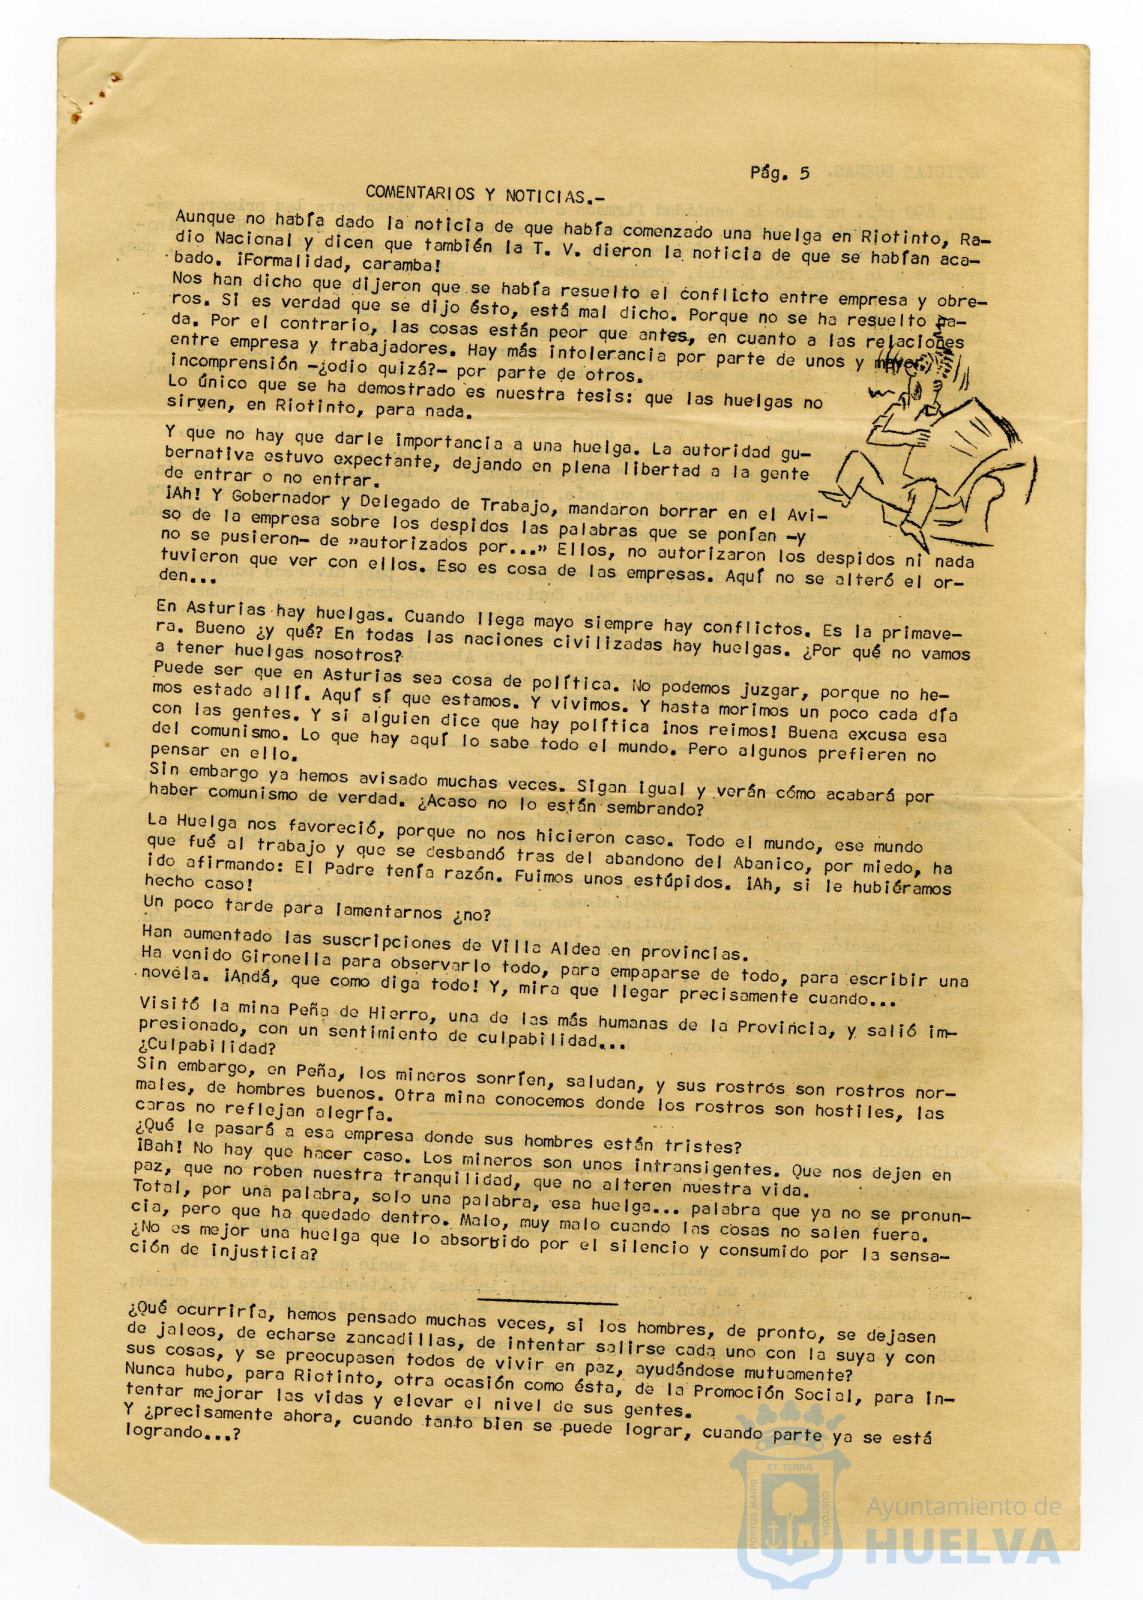 Pág. 5
COMENTARIOS Y NOTICIAS.-
Aunque no había dado la noticia de que había comenzado una huelga en Riotinto, Ra-
dio Nacional y dicen que también la T. V. dieron la noticia de que se habían aca-
bado. ¡Formalidad, caramba!
Nos han dicho que dijeron que se había resuelto el conflicto entre empresa y obre-
ros. Si es verdad que se dijo ésto, está mal dicho. Porque no se ha resuelto na-
da. Por el contrario, las cosas están peor que antes, en cuanto a las relaciones
entre empresa y trabajadores. Hay más intolerancia por parte de unos y mayor
incomprensión -¿odio quizá?- por parte de otros.
Lo único que se ha demostrado es nuestra tesis: que las huelgas no
sirven, en Riotinto, para nada.
Y que no hay que darle importancia a una huelga. La autoridad gu-
bernativa estuvo expectante, dejando en plena libertad a la gente
de entrar o no entrar.
¡Ah! Y Gobernador y Delegado de Trabajo, mandaron borrar en el Avi-
so de la empresa sobre los despidos las palabras que se ponían -y
no se pusieron- de "autorizados por..." Ellos, no autorizaron los despidos ni nada
tuvieron que ver con ellos. Eso es cosa de las empresas. Aquí no se alteró el or-
den...
En Asturias hay huelgas. Cuando llega mayo siempre hay conflictos. Es la primave-
ra. Bueno ¿y qué? En todas las naciones civilizadas hay huelgas. ¿Por qué no vamos
a tener huelgas nosotros?
Puede ser que en Asturias sea cosa de política. No podemos juzgar, porque no he-
mos estado allí. Aquí sí que estamos. Y vivimos. Y hasta morimos un poco cada día
con las gentes. Y si alguien dice que hay política ¡nos reimos! Buena excusa esa
del comunismo. Lo que hay aquí lo sabe todo el mundo. Pero algunos prefieren no
pensar en ello.
Sin embargo ya hemos avisado muchas veces. Sigan igual y verán cómo acabará por
haber comunismo de verdad. ¿Acaso no lo están sembrando?
La Huelga nos favoreció, porque no nos hicieron caso. Todo el mundo, ese mundo
que fué al trabajo y que se desbandó tras del abandono del Abanico, por miedo, ha
ido afirmando: El Padre tenía razón. Fuimos unos estúpidos. ¡Ah, si le hubiéramos
hecho caso!
Un poco tarde para lamentarnos ¿no?
Han aumentado las suscripciones de Villa Aldea en provincias.
Ha venido Gironella para observarlo todo, para empaparse de todo, para escribir una
novela. ¡Andá, que como diga todo! Y, mira que llegar precisamente cuando...
Visitó la mina Peña de Hierro, una de las más humanas de la Provincia, y salió im-
presionado, con un sentimiento de culpabilidad...
¿Culpabilidad?
Sin embargo, en Peña, los mineros sonríen, saludan, y sus rostros son rostros nor-
males, de hombres buenos. Otra mina conocemos donde los rostros son hostiles, las
caras no reflejan alegría.
¿Qué le pasará a esa empresa donde sus hombres están tristes?
¡Bah! No hay que hacer caso. Los mineros son unos intransigentes. Que nos dejen en
paz, que no roben nuestra tranquilidad, que no alteren nuestra vida.
Total, por una palabra, solo una palabra, esa huelga... palabra que ya no se pronun-
cia, pero que ha quedado dentro. Malo, muy malo cuando las cosas no salen fuera.
¿No es mejor una huelga que lo absorbido por el silencio y consumido por la sensa-
ción de injusticia?
¿Qué ocurriría, hemos pensado muchas veces, si los hombres, de pronto, se dejasen
de jaleos, de echarse zancadillas, de intentar salirse cada uno con la suya y con
sus cosas, y se preocupasen todos de vivir en paz, ayudándose mutuamente?
Nunca hubo, para Riotinto, otra ocasión como ésta, de la Promoción Social, para in-
tentar mejorar las vidas y elevar el nivel de sus gentes.
Y ¿precisamente ahora, cuando tanto bien se puede lograr, cuando parte ya se está
logrando...?
PORTUS MARIS
ET TERRÆ
CUSTODIA
Ayuntamiento de
HUELVA